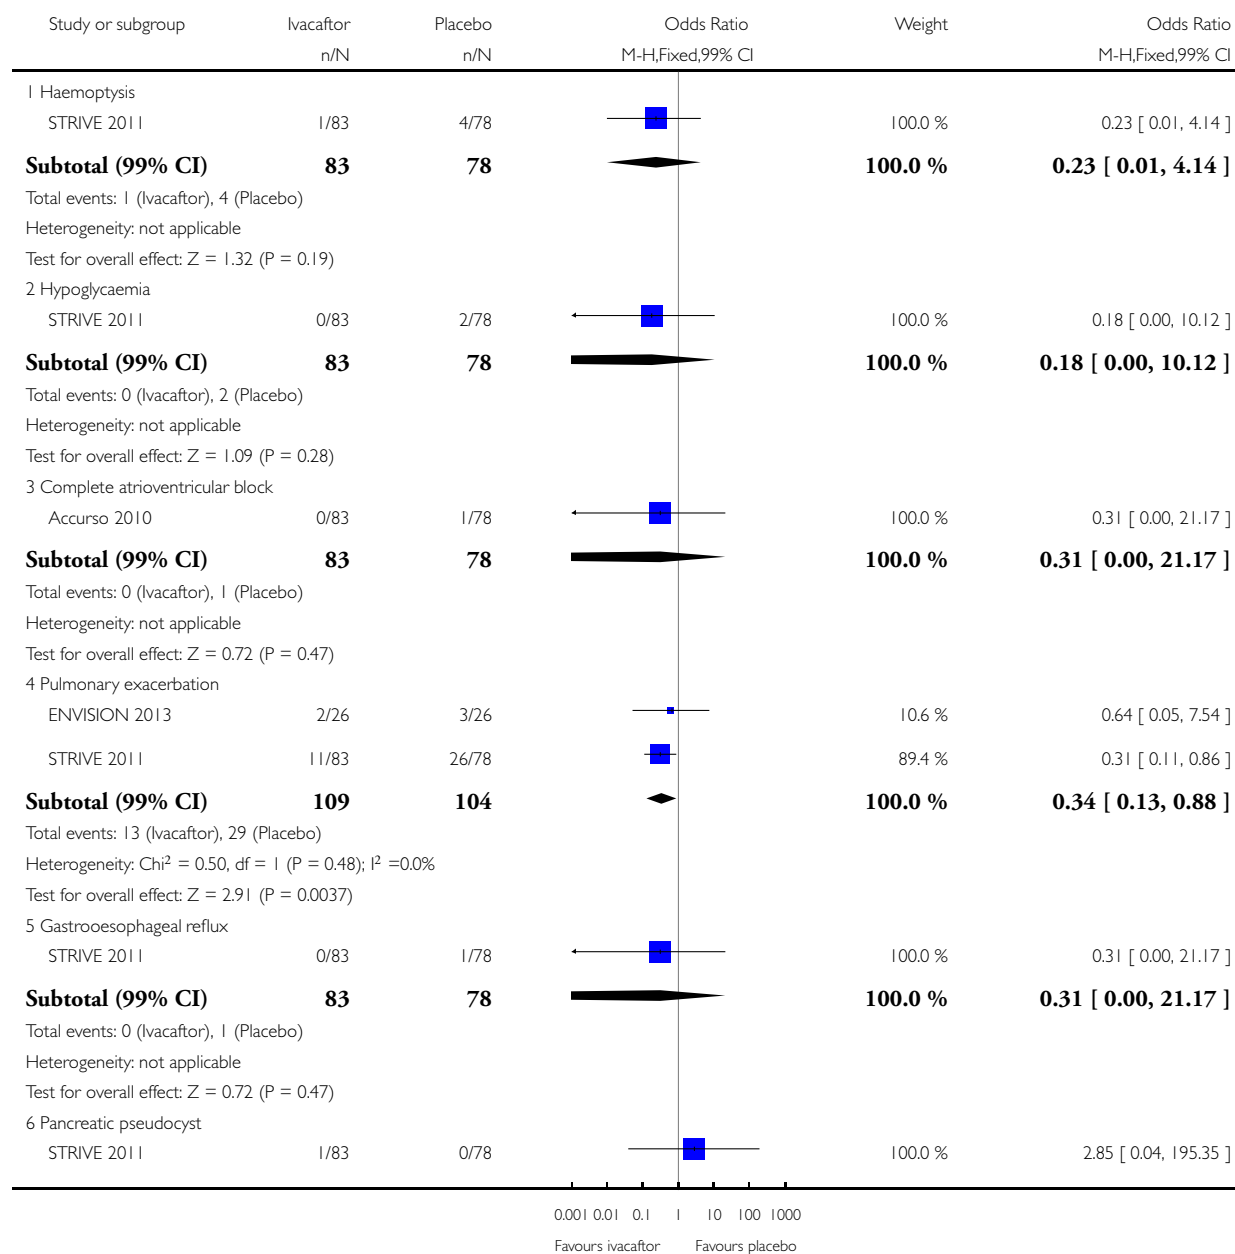 Study or subgroup Ivacaftor Placebo Odds Ratio Weight Odds Ratio
n/N n/N M-H,Fixed,99% CI M-H,Fixed,99% CI
1 Haemoptysis
STRIVE 2011 1/83 4/78 100.0 % 0.23 [ 0.01, 4.14 ]
Subtotal (99% CI) 83 78 100.0 % 0.23 [ 0.01, 4.14 ]
Total events: 1 (Ivacaftor), 4 (Placebo)
Heterogeneity: not applicable
Test for overall effect: Z = 1.32 (P = 0.19)
2 Hypoglycaemia
STRIVE 2011 0/83 2/78 100.0 % 0.18 [ 0.00, 10.12 ]
Subtotal (99% CI) 83 78 100.0 % 0.18 [ 0.00, 10.12 ]
Total events: 0 (Ivacaftor), 2 (Placebo)
Heterogeneity: not applicable
Test for overall effect: Z = 1.09 (P = 0.28)
3 Complete atrioventricular block
Accurso 2010 0/83 1/78 100.0 % 0.31 [ 0.00, 21.17 ]
Subtotal (99% CI) 83 78 100.0 % 0.31 [ 0.00, 21.17 ]
Total events: 0 (Ivacaftor), 1 (Placebo)
Heterogeneity: not applicable
Test for overall effect: Z = 0.72 (P = 0.47)
4 Pulmonary exacerbation
ENVISION 2013 2/26 3/26 10.6 % 0.64 [ 0.05, 7.54 ]
STRIVE 2011 11/83 26/78 89.4 % 0.31 [ 0.11, 0.86 ]
Subtotal (99% CI) 109 104 100.0 % 0.34 [ 0.13, 0.88 ]
Total events: 13 (Ivacaftor), 29 (Placebo)
Heterogeneity: Chi² = 0.50, df = 1 (P = 0.48); I² =0.0%
Test for overall effect: Z = 2.91 (P = 0.0037)
5 Gastrooesophageal reflux
STRIVE 2011 0/83 1/78 100.0 % 0.31 [ 0.00, 21.17 ]
Subtotal (99% CI) 83 78 100.0 % 0.31 [ 0.00, 21.17 ]
Total events: 0 (Ivacaftor), 1 (Placebo)
Heterogeneity: not applicable
Test for overall effect: Z = 0.72 (P = 0.47)
6 Pancreatic pseudocyst
STRIVE 2011 1/83 0/78 100.0 % 2.85 [ 0.04, 195.35 ]
0.001 0.01 0.1 1 10 100 1000
Favours ivacaftor Favours placebo